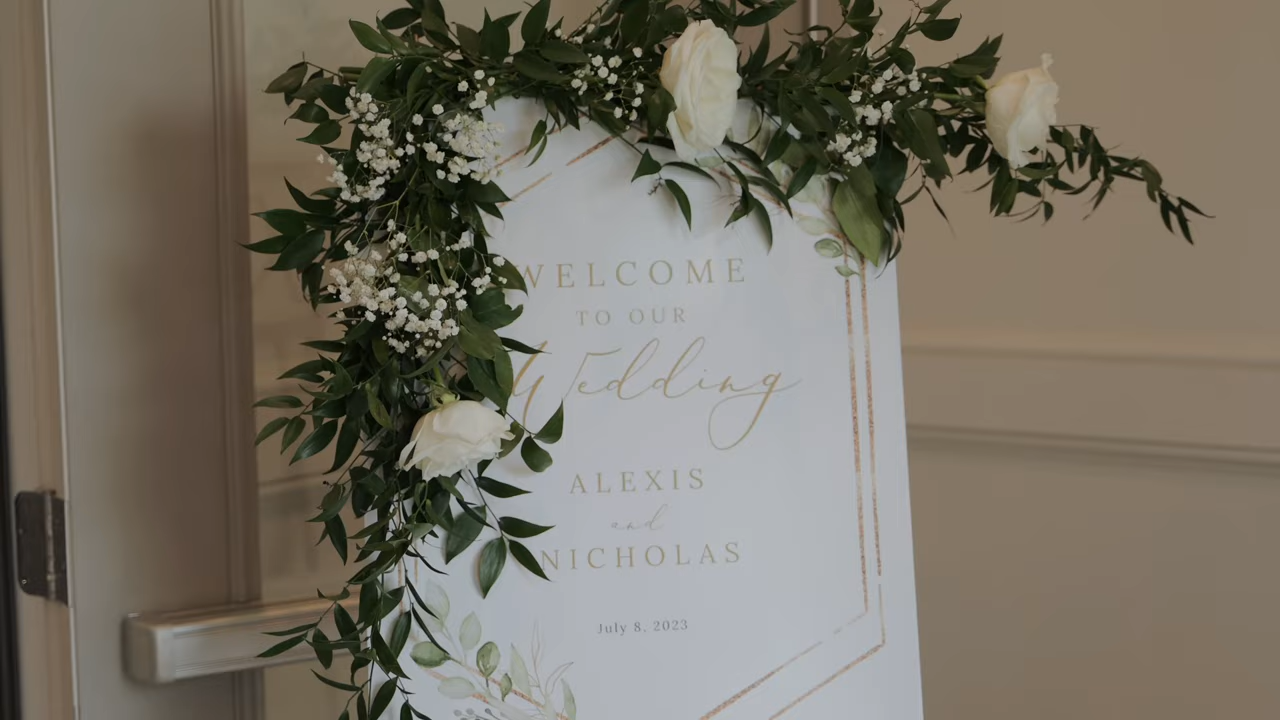 WELCOME
TO OUR
Wedding
ALEXIS
and
NICHOLAS
July 8, 2023